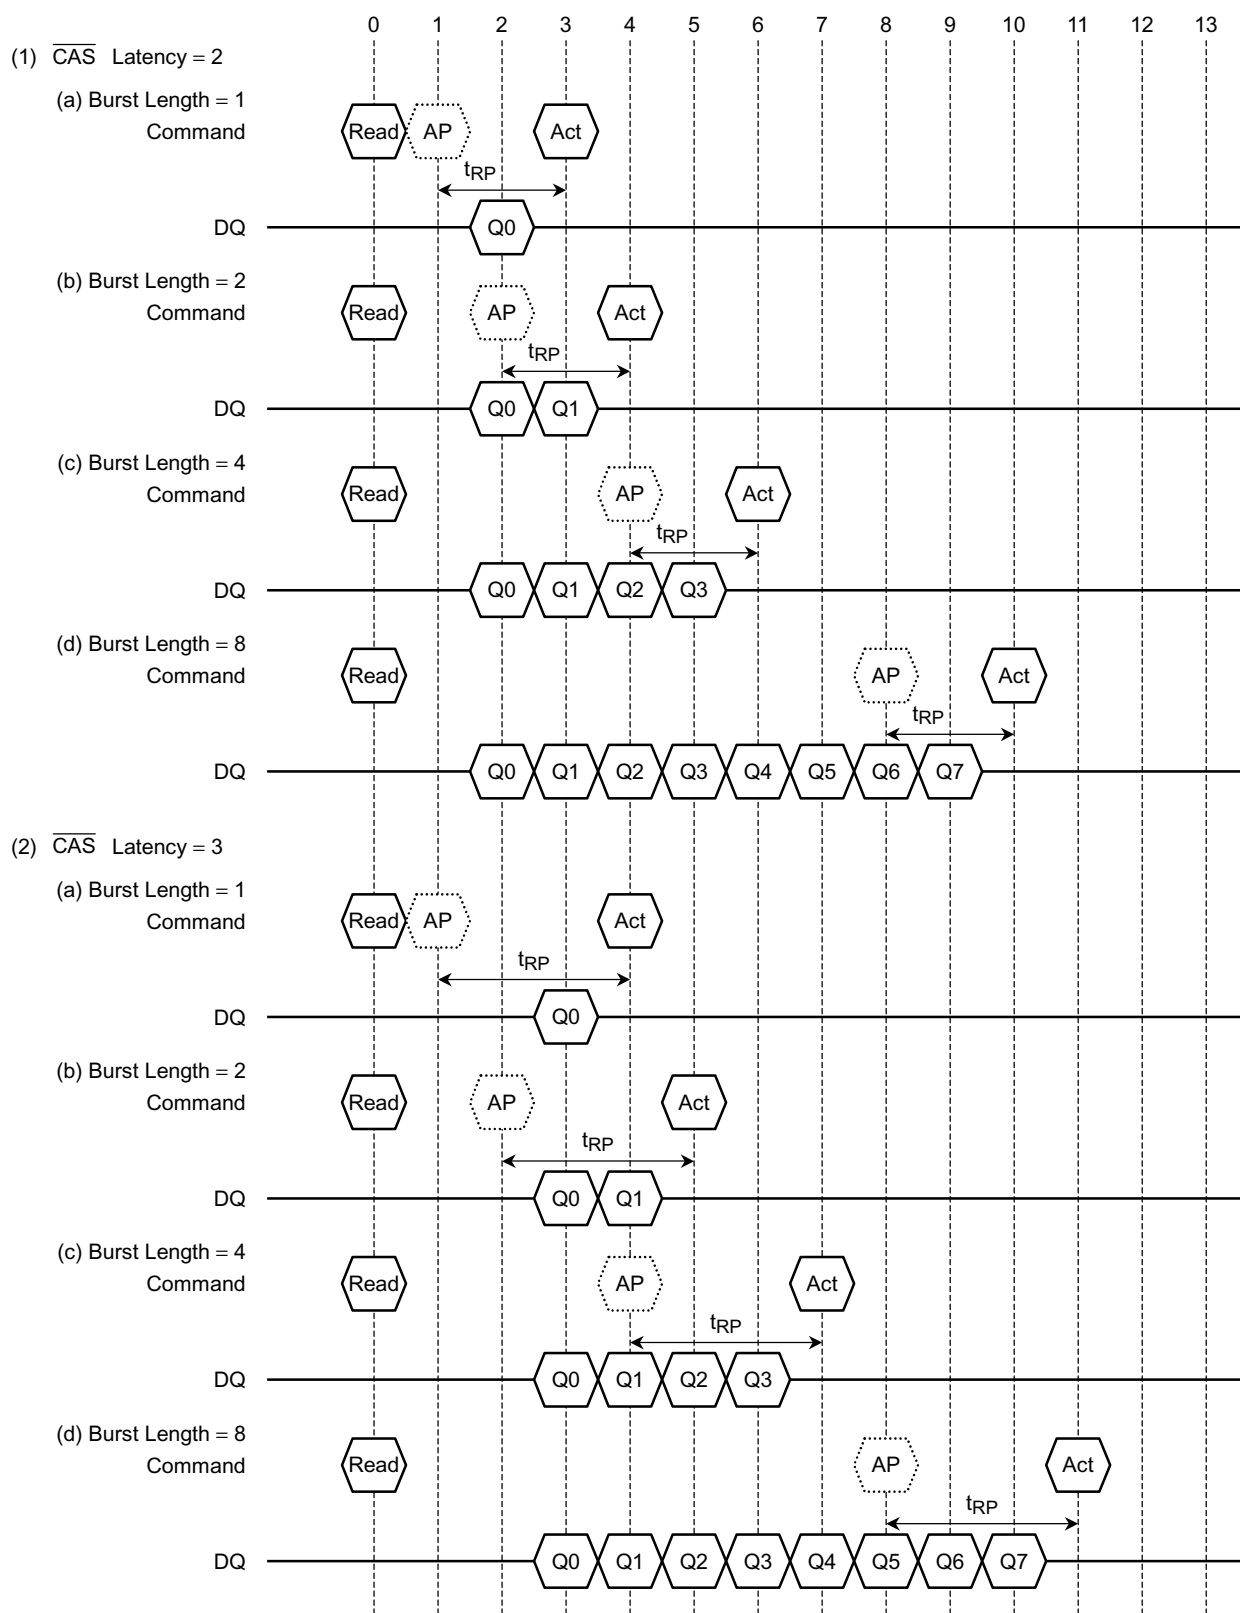 0 1 2 3 4 5 6 7 8 9 10 11 12 13
(1) CAS Latency = 2
(a) Burst Length = 1
Command Read AP Act
tRP
DQ Q0
(b) Burst Length = 2
Command Read AP Act
tRP
DQ Q0 Q1
(c) Burst Length = 4
Command Read AP Act
tRP
DQ Q0 Q1 Q2 Q3
(d) Burst Length = 8
Command Read AP Act
tRP
DQ Q0 Q1 Q2 Q3 Q4 Q5 Q6 Q7
(2) CAS Latency = 3
(a) Burst Length = 1
Command Read AP Act
tRP
DQ Q0
(b) Burst Length = 2
Command Read AP Act
tRP
DQ Q0 Q1
(c) Burst Length = 4
Command Read AP Act
tRP
DQ Q0 Q1 Q2 Q3
(d) Burst Length = 8
Command Read AP Act
tRP
DQ Q0 Q1 Q2 Q3 Q4 Q5 Q6 Q7